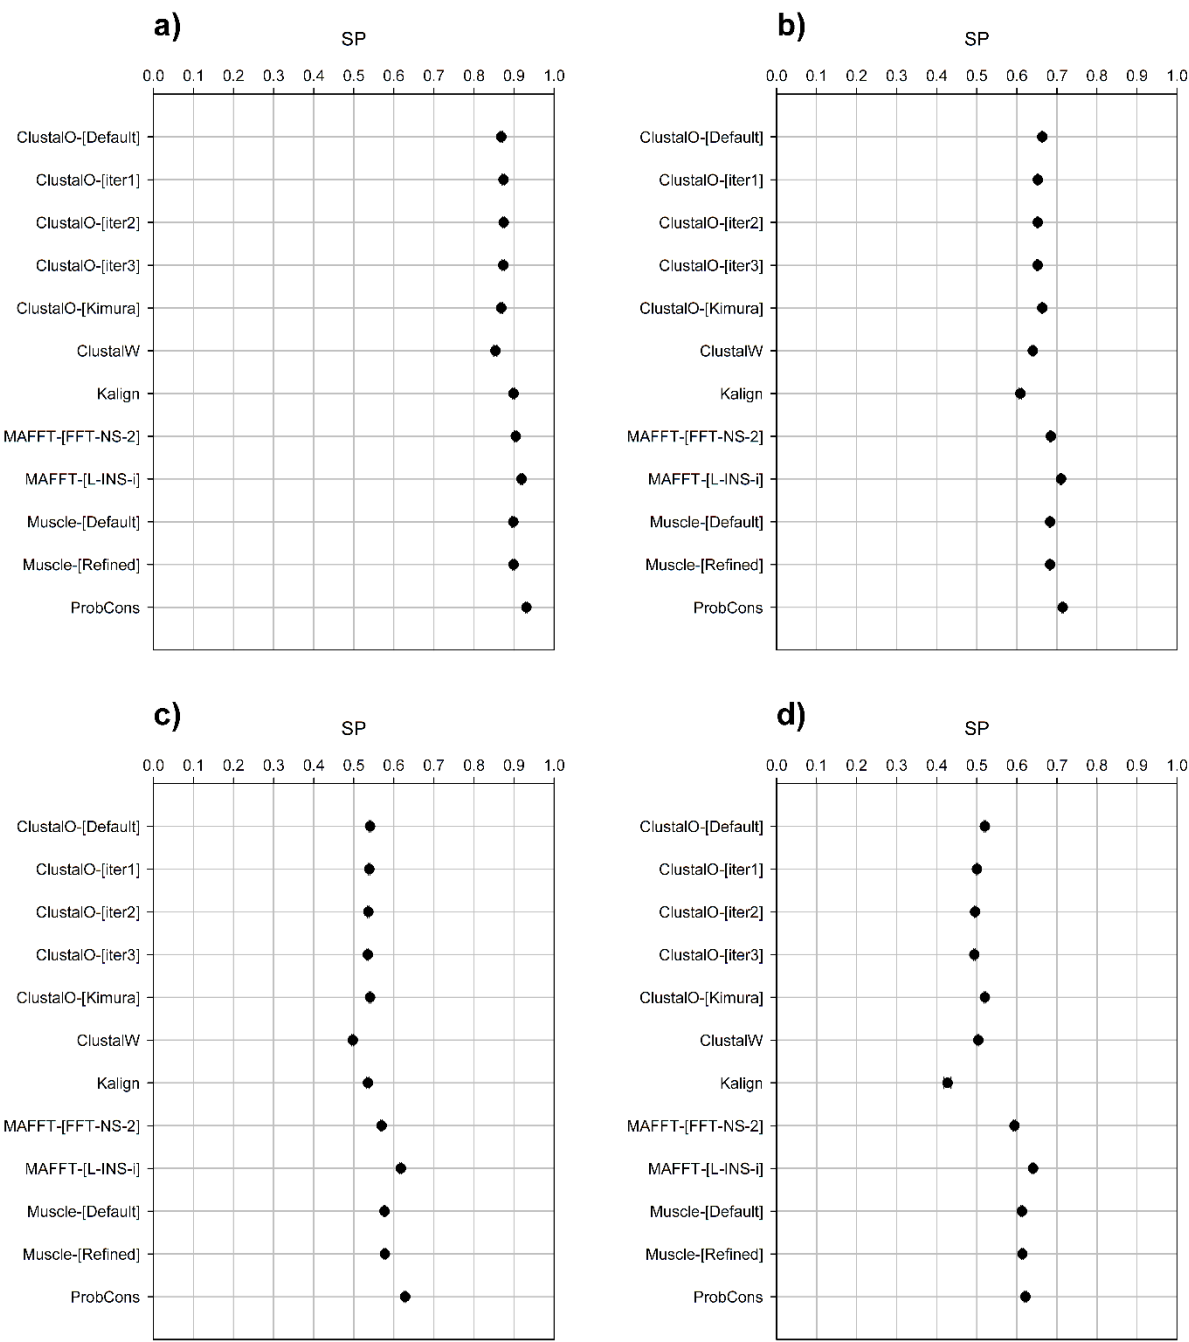 a)
SP
0.0 0.1 0.2 0.3 0.4 0.5 0.6 0.7 0.8 0.9 1.0
ClustalO-[Default]
ClustalO-[iter1]
ClustalO-[iter2]
ClustalO-[iter3]
ClustalO-[Kimura]
ClustalW
Kalign
MAFFT-[FFT-NS-2]
MAFFT-[L-INS-i]
Muscle-[Default]
Muscle-[Refined]
ProbCons
b)
SP
0.0 0.1 0.2 0.3 0.4 0.5 0.6 0.7 0.8 0.9 1.0
ClustalO-[Default]
ClustalO-[iter1]
ClustalO-[iter2]
ClustalO-[iter3]
ClustalO-[Kimura]
ClustalW
Kalign
MAFFT-[FFT-NS-2]
MAFFT-[L-INS-i]
Muscle-[Default]
Muscle-[Refined]
ProbCons
c)
SP
0.0 0.1 0.2 0.3 0.4 0.5 0.6 0.7 0.8 0.9 1.0
ClustalO-[Default]
ClustalO-[iter1]
ClustalO-[iter2]
ClustalO-[iter3]
ClustalO-[Kimura]
ClustalW
Kalign
MAFFT-[FFT-NS-2]
MAFFT-[L-INS-i]
Muscle-[Default]
Muscle-[Refined]
ProbCons
d)
SP
0.0 0.1 0.2 0.3 0.4 0.5 0.6 0.7 0.8 0.9 1.0
ClustalO-[Default]
ClustalO-[iter1]
ClustalO-[iter2]
ClustalO-[iter3]
ClustalO-[Kimura]
ClustalW
Kalign
MAFFT-[FFT-NS-2]
MAFFT-[L-INS-i]
Muscle-[Default]
Muscle-[Refined]
ProbCons